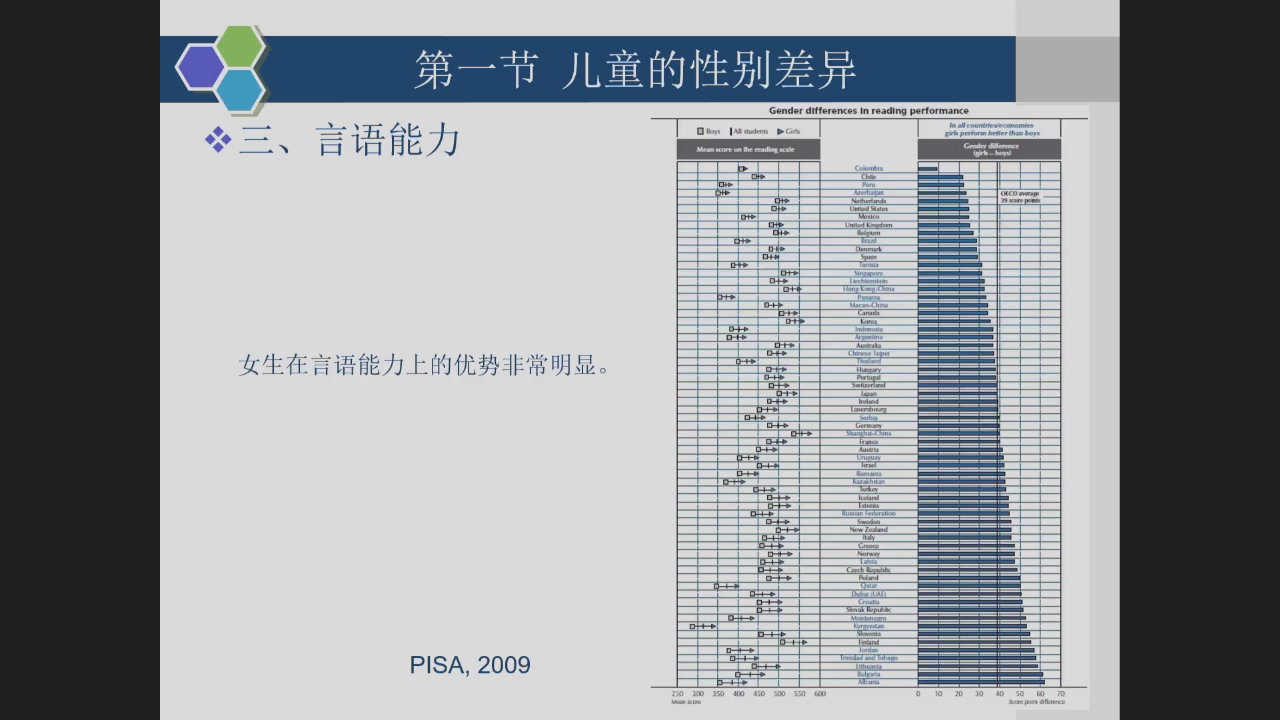 第一节 儿童的性别差异
三、言语能力
女生在言语能力上的优势非常明显。
PISA, 2009
Gender differences in reading performance
Boys All students Girls
In all countries/economies
girls perform better than boys
Mean score on the reading scale
Gender difference
(girls – boys)
OECD average
39 score points
Colombia
Chile
Peru
Azerbaijan
Netherlands
United States
Mexico
United Kingdom
Belgium
Brazil
Denmark
Spain
Tunisia
Singapore
Liechtenstein
Hong Kong-China
Panama
Macao-China
Canada
Korea
Indonesia
Argentina
Australia
Chinese Taipei
Thailand
Hungary
Portugal
Switzerland
Japan
Ireland
Luxembourg
Serbia
Germany
Shanghai-China
France
Austria
Uruguay
Israel
Romania
Kazakhstan
Turkey
Iceland
Estonia
Russian Federation
Sweden
New Zealand
Italy
Greece
Norway
Latvia
Czech Republic
Poland
Qatar
Dubai (UAE)
Croatia
Slovak Republic
Montenegro
Kyrgyzstan
Slovenia
Finland
Jordan
Trinidad and Tobago
Lithuania
Bulgaria
Albania
250 300 350 400 450 500 550 600
Mean score
0 10 20 30 40 50 60 70
Score point difference